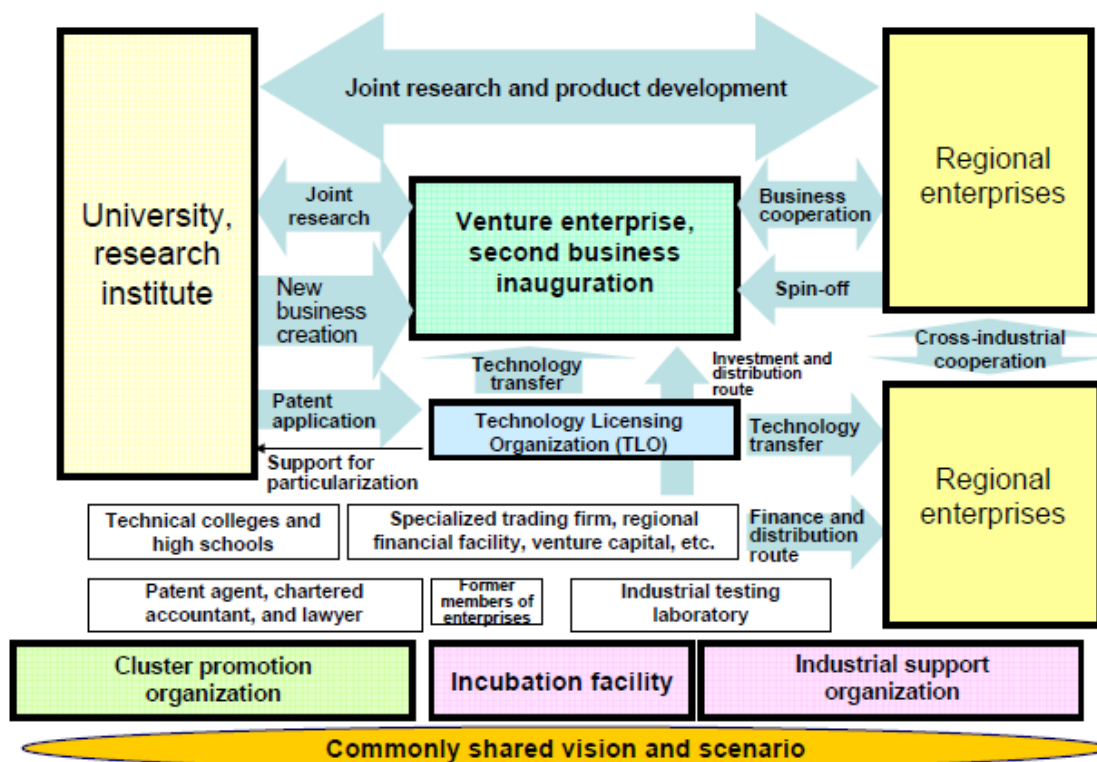 Joint research and product development
University,
research
institute
Joint
research
Venture enterprise,
second business
inauguration
Business
cooperation
Regional
enterprises
New
business
creation
Spin-off
Cross-industrial
cooperation
Technology
transfer
Investment and
distribution
route
Patent
application
Technology Licensing
Organization (TLO)
Technology
transfer
Support for
particularization
Regional
enterprises
Technical colleges and
high schools
Specialized trading firm, regional
financial facility, venture capital, etc.
Finance and
distribution
route
Patent agent, chartered
accountant, and lawyer
Former
members of
enterprises
Industrial testing
laboratory
Cluster promotion
organization
Incubation facility
Industrial support
organization
Commonly shared vision and scenario